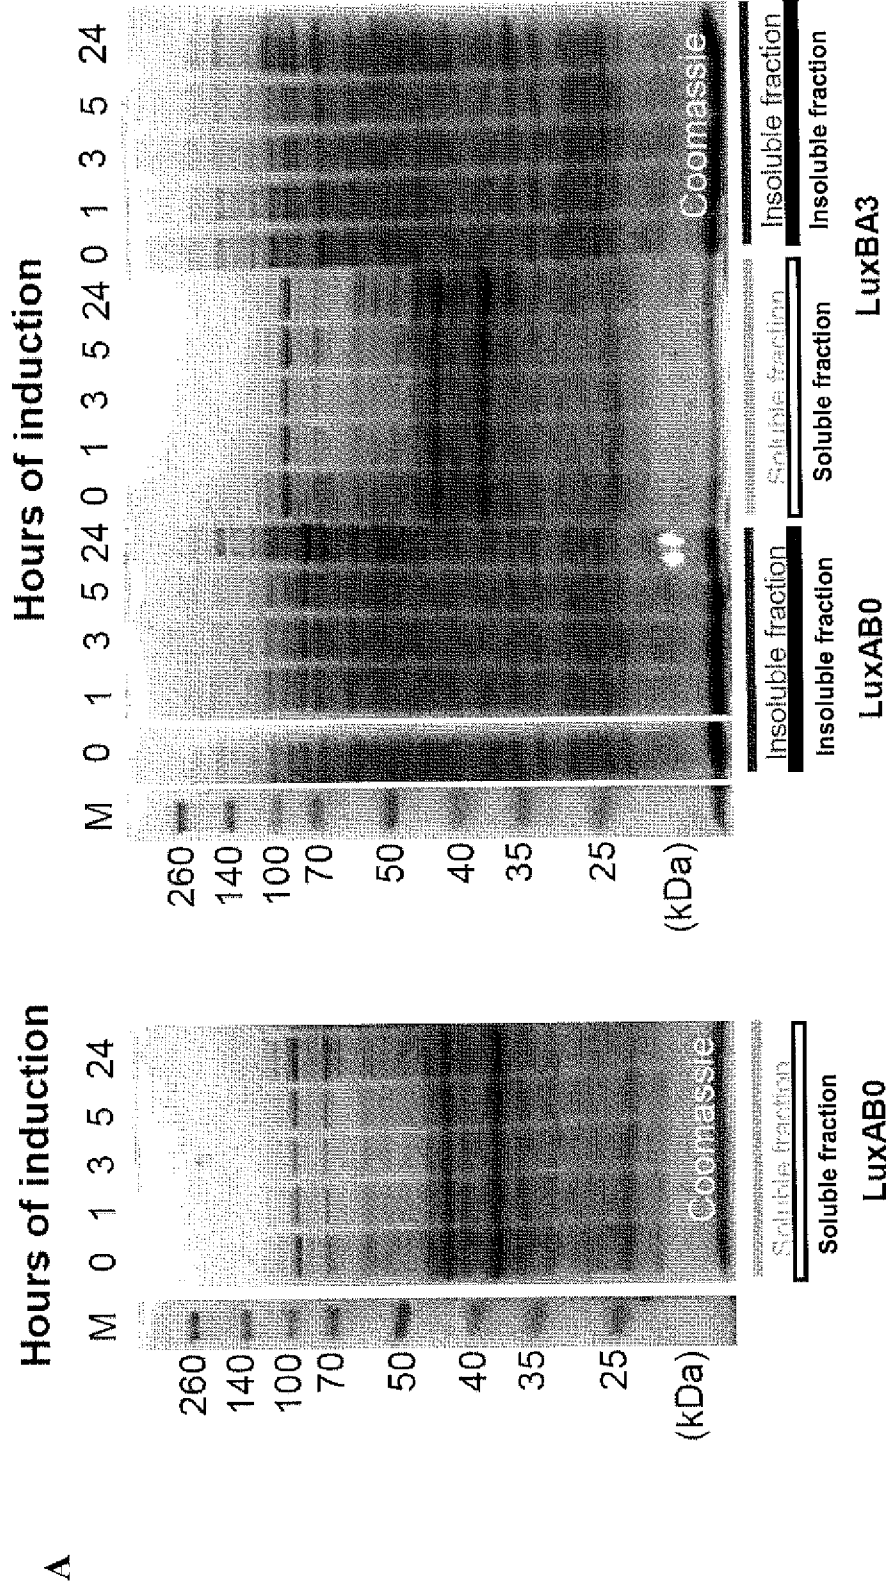 A
Hours of induction
M 0 1 3 5 24
260
140
100
70
50
40
35
25
(kDa)
Coomassie
Soluble fraction
Soluble fraction
LuxAB0
Hours of induction
M 0 1 3 5 24 0 1 3 5 24 0 1 3 5 24
260
140
100
70
50
40
35
25
(kDa)
Coomassie
Insoluble fraction Soluble fraction Insoluble fraction
Insoluble fraction Soluble fraction Insoluble fraction
LuxAB0 LuxBA3